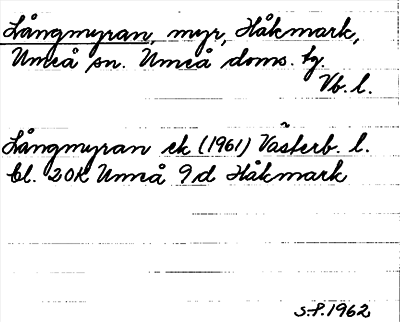 Långmyran, myr, Håkmark,
Umeå sn. Umeå doms. tg.
Vb. l.
Långmyran ek (1961) Västerb. l.
bl. 20K Umeå 9d Håkmark
S.P. 1962